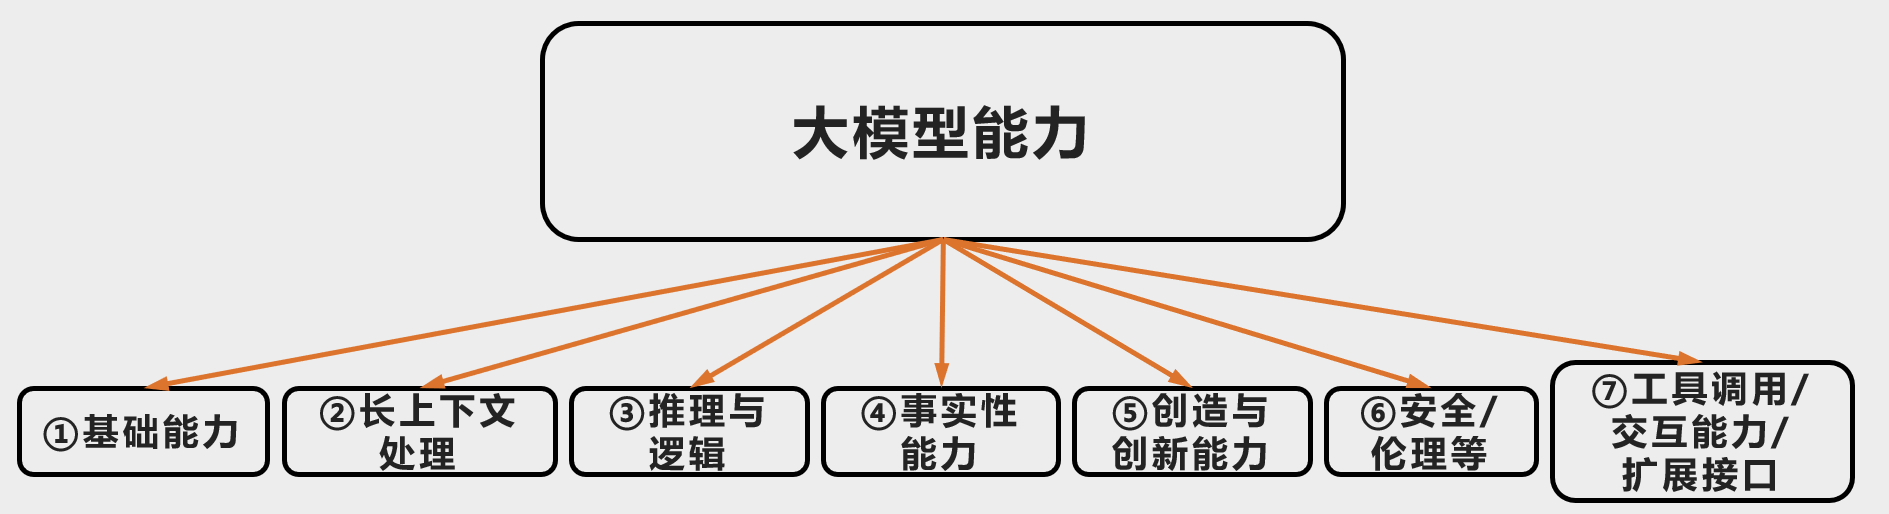 大模型能力
①基础能力
②长上下文
处理
③推理与
逻辑
④事实性
能力
⑤创造与
创新能力
⑥安全/
伦理等
⑦工具调用/
交互能力/
扩展接口